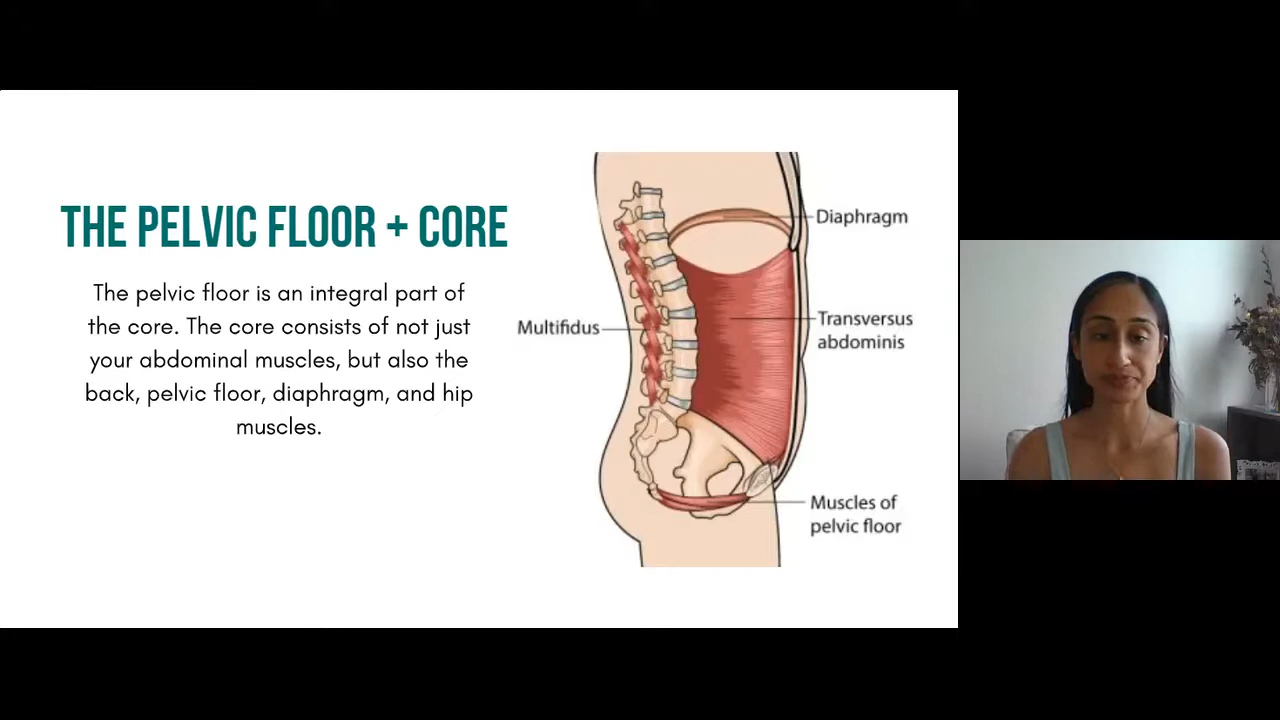 THE PELVIC FLOOR + CORE
The pelvic floor is an integral part of
the core. The core consists of not just
your abdominal muscles, but also the
back, pelvic floor, diaphragm, and hip
muscles.
Diaphragm
Multifidus
Transversus
abdominis
Muscles of
pelvic floor